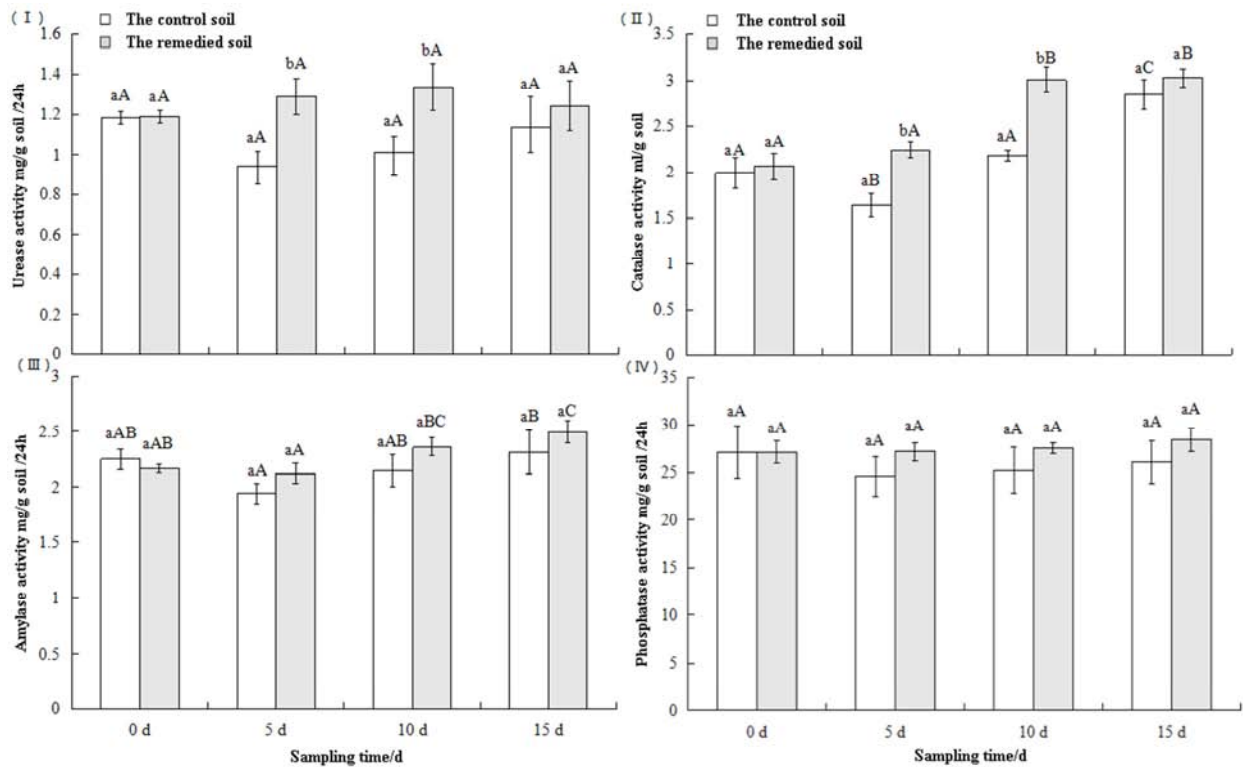 (Ⅰ)
The control soil
The remedied soil
Urease activity mg/g soil /24h
1.6
1.4
1.2
1
0.8
0.6
0.4
0.2
0
aA
aA
aA
bA
aA
bA
aA
aA
(Ⅱ)
The control soil
The remedied soil
Catalase activity ml/g soil
3.5
3
2.5
2
1.5
1
0.5
0
aA
aA
aB
bA
aA
bB
aC
aB
(Ⅲ)
Amylase activity mg/g soil /24h
3
2.5
2
1.5
1
0.5
0
aAB
aAB
aA
aA
aAB
aBC
aB
aC
0 d
5 d
10 d
15 d
Sampling time/d
(Ⅳ)
Phosphatase activity mg/g soil /24h
35
30
25
20
15
10
5
0
aA
aA
aA
aA
aA
aA
aA
aA
0 d
5 d
10 d
15 d
Sampling time/d